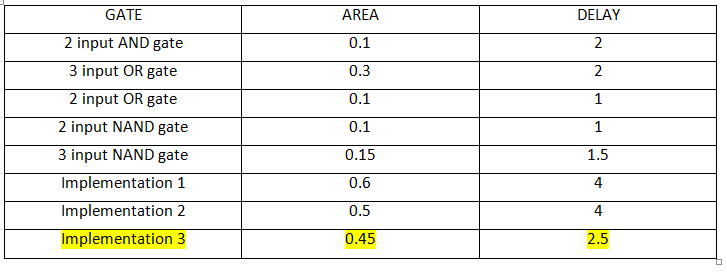 GATE AREA DELAY
2 input AND gate 0.1 2
3 input OR gate 0.3 2
2 input OR gate 0.1 1
2 input NAND gate 0.1 1
3 input NAND gate 0.15 1.5
Implementation 1 0.6 4
Implementation 2 0.5 4
Implementation 3 0.45 2.5